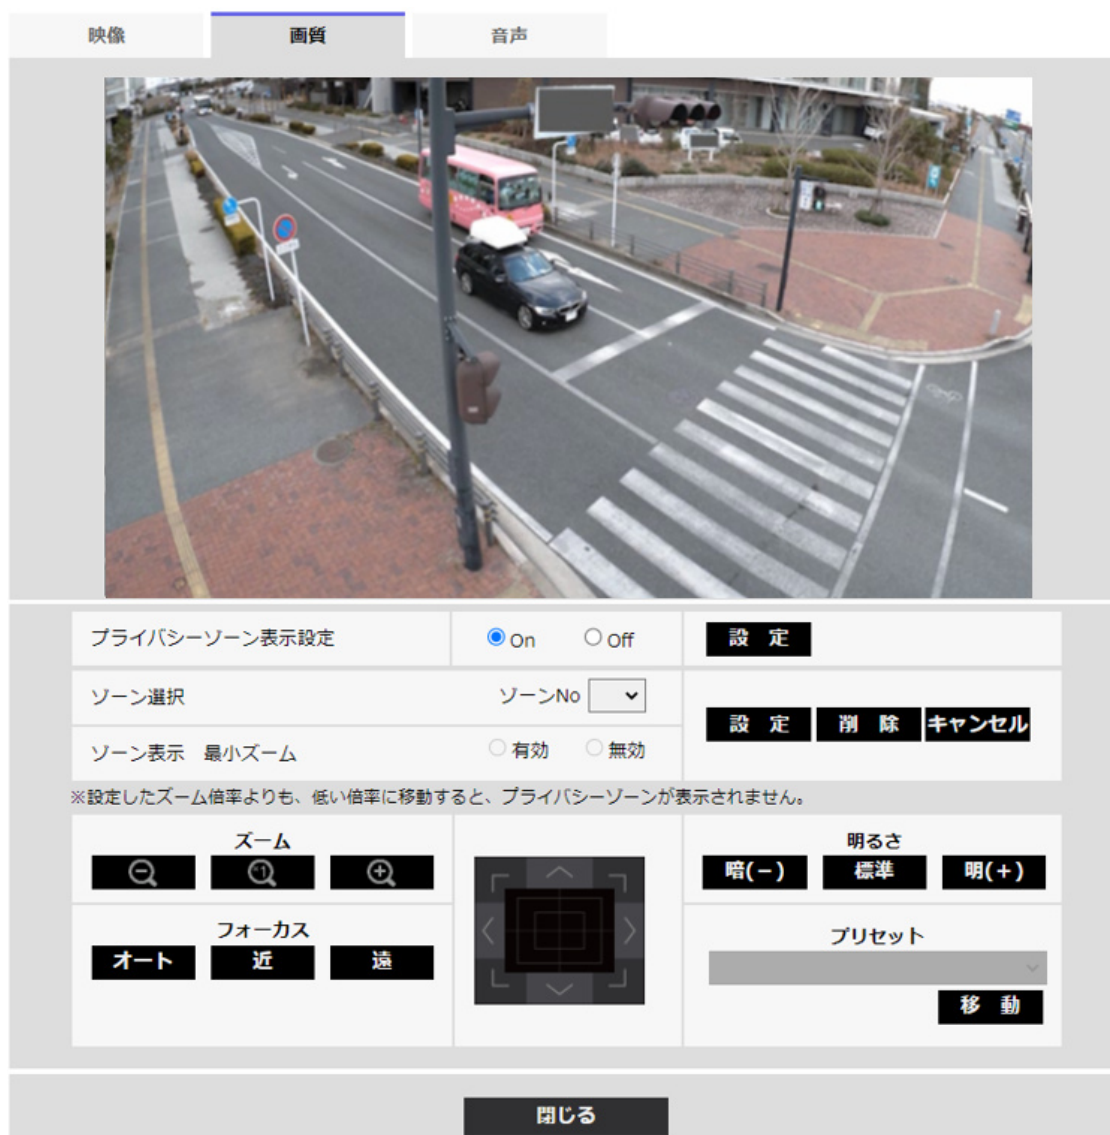 映像
画質
音声
プライバシーゾーン表示設定 On Off 設 定
ゾーン選択 ゾーンNo
設 定 削 除 キャンセル
ゾーン表示 最小ズーム 有効 無効
※設定したズーム倍率よりも、低い倍率に移動すると、プライバシーゾーンが表示されません。
ズーム
明るさ
暗(−) 標準 明(+)
フォーカス
オート 近 遠
プリセット
移 動
閉じる